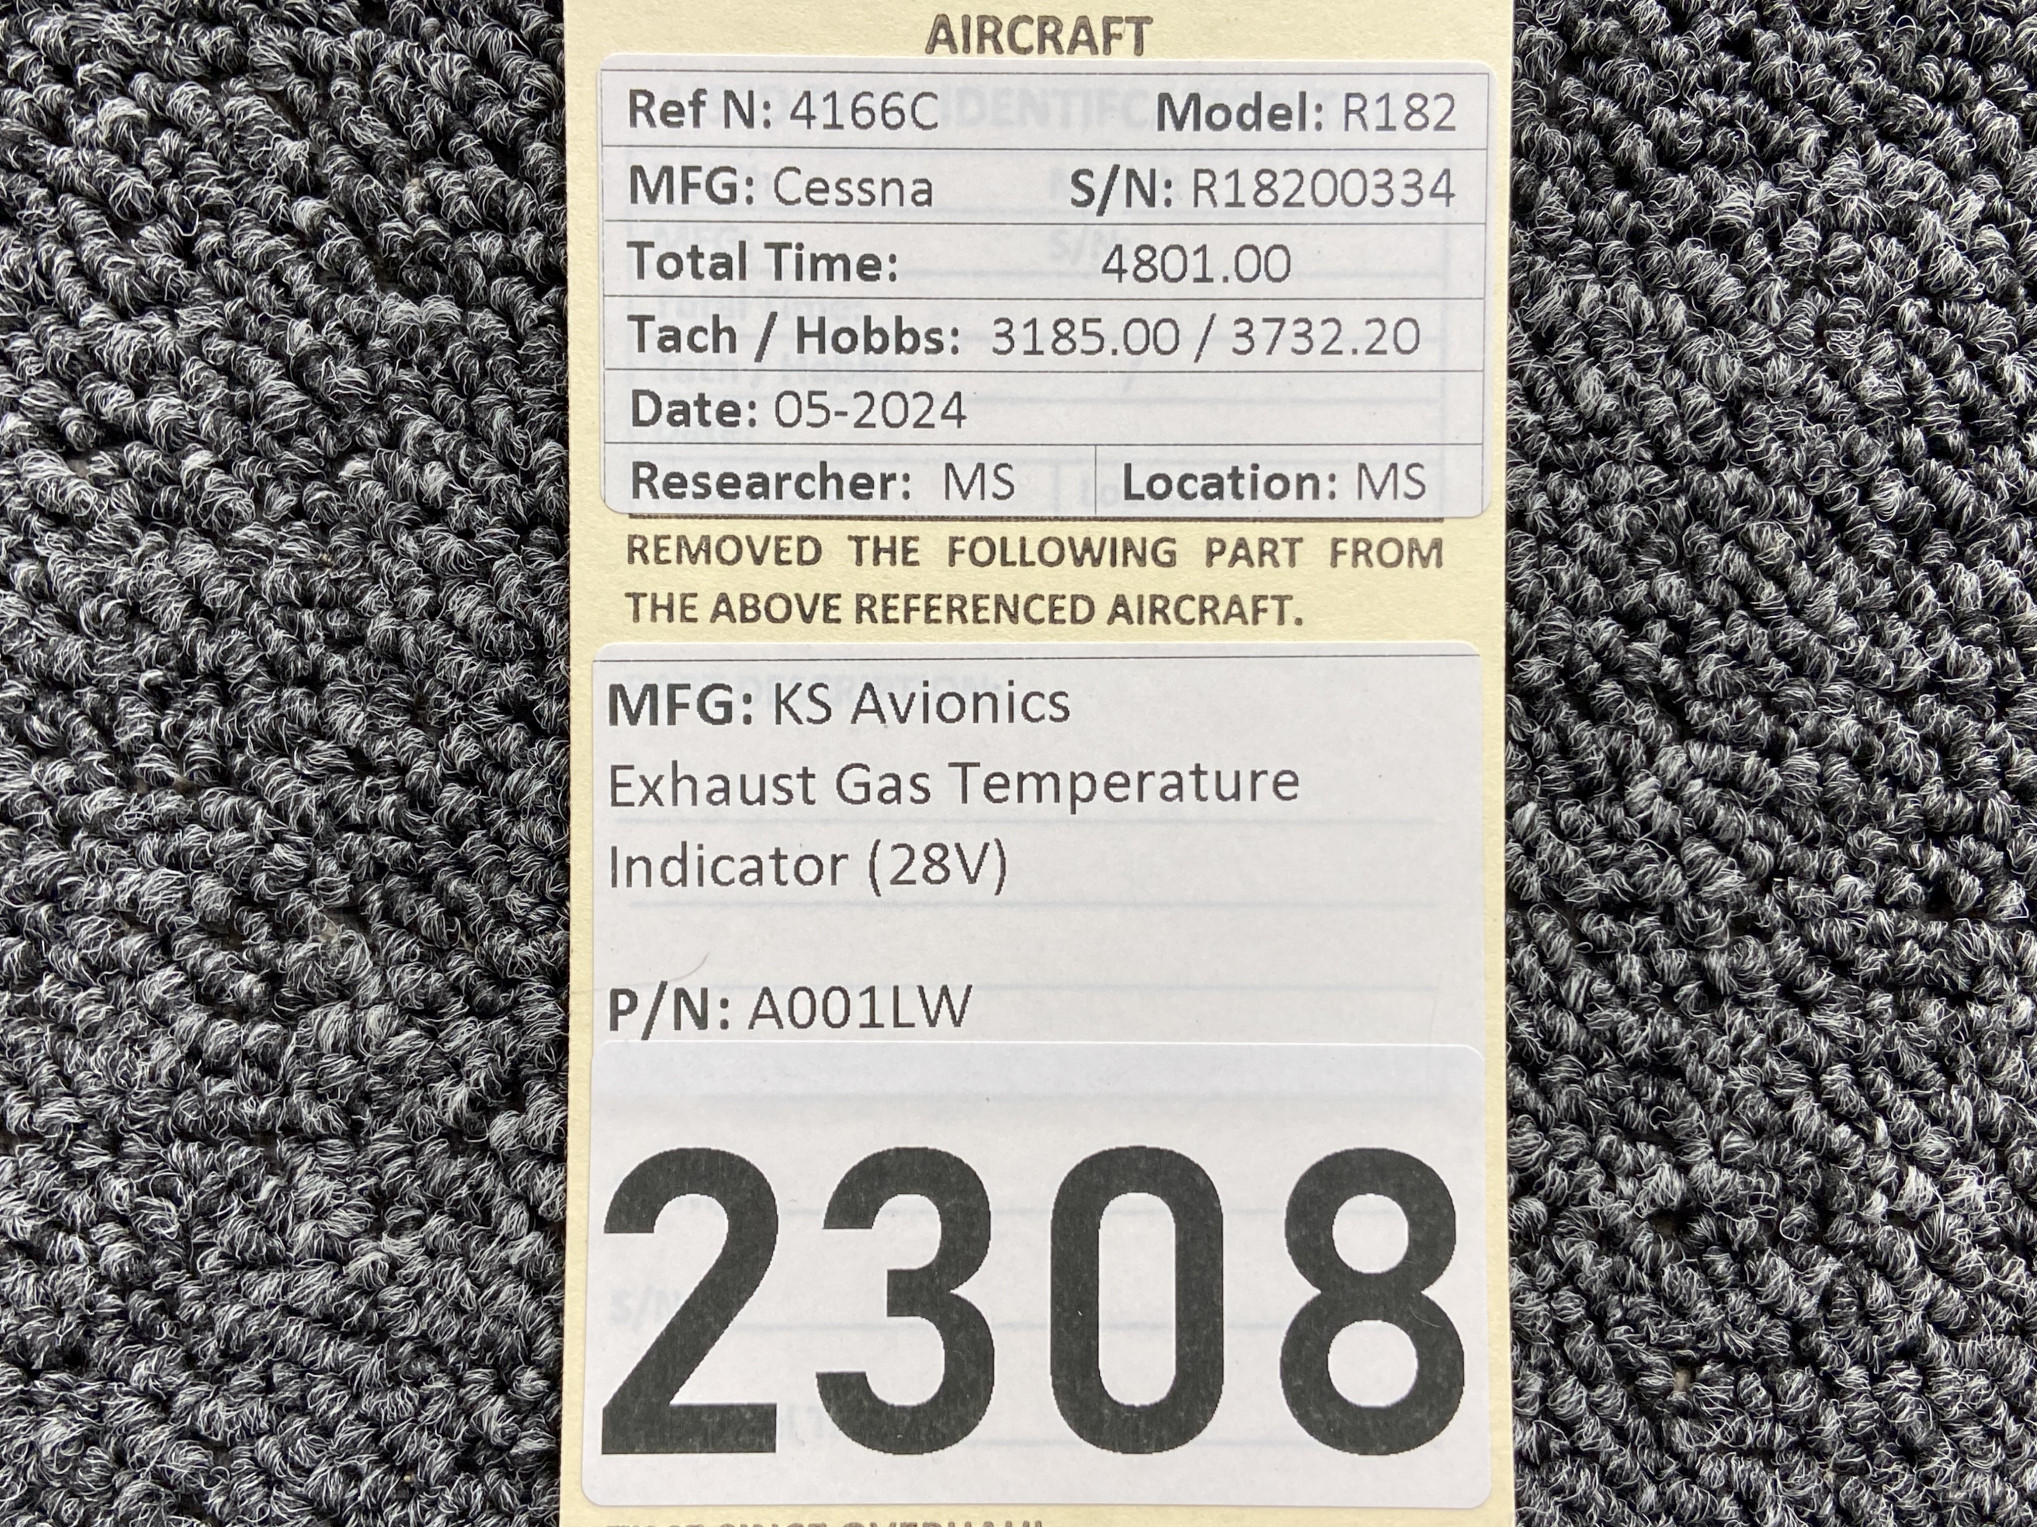 AIRCRAFT
Ref N: 4166C Model: R182
MFG: Cessna S/N: R18200334
Total Time: 4801.00
Tach / Hobbs: 3185.00 / 3732.20
Date: 05-2024
Researcher: MS Location: MS
REMOVED THE FOLLOWING PART FROM
THE ABOVE REFERENCED AIRCRAFT.
MFG: KS Avionics
Exhaust Gas Temperature
Indicator (28V)
P/N: A001LW
2308